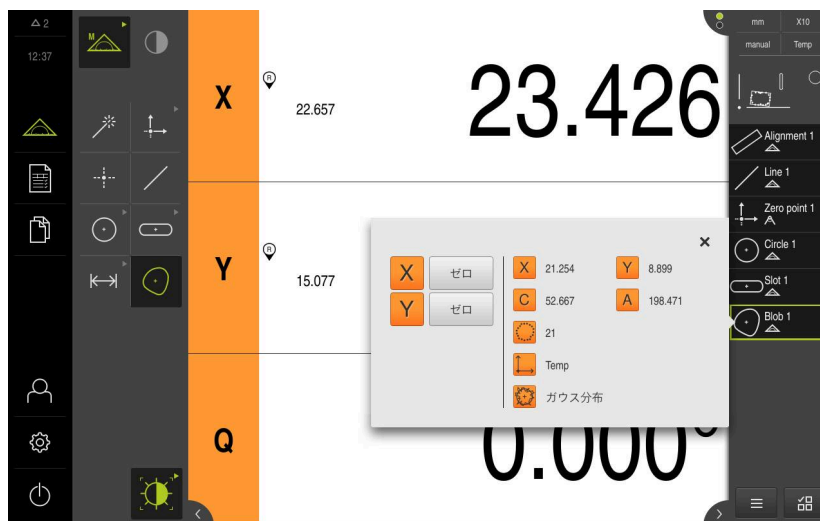 2
12:37
M
X
R
22.657
23.426
mm X10
manual Temp
Alignment 1
Line 1
Zero point 1
Circle 1
Slot 1
Blob 1
Y
R
15.077
X ゼロ
Y ゼロ
X 21.254 Y 8.899
C 52.667 A 198.471
21
Temp
ガウス分布
Q
0.000°